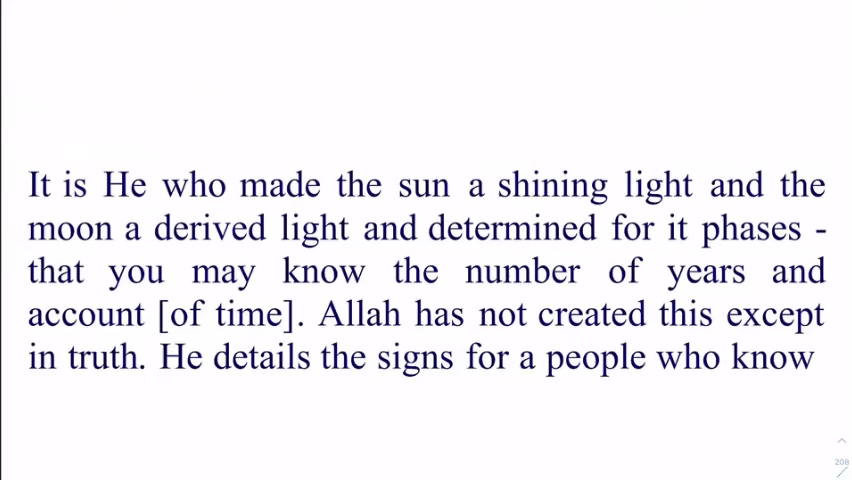 It is He who made the sun a shining light and the
moon a derived light and determined for it phases -
that you may know the number of years and
account [of time]. Allah has not created this except
in truth. He details the signs for a people who know
208